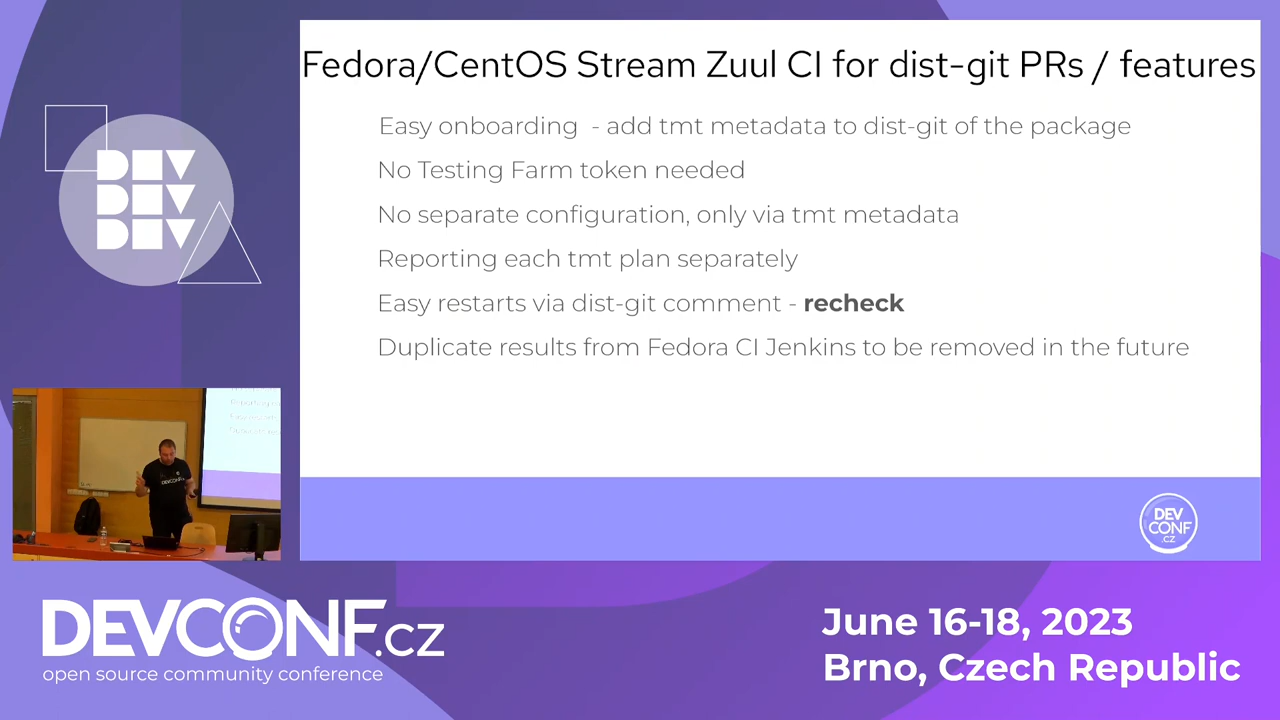 Fedora/CentOS Stream Zuul CI for dist-git PRs / features
Easy onboarding - add tmt metadata to dist-git of the package
No Testing Farm token needed
No separate configuration, only via tmt metadata
Reporting each tmt plan separately
Easy restarts via dist-git comment - recheck
Duplicate results from Fedora CI Jenkins to be removed in the future
DEV
DEV
DEV
DEV
CONF
.CZ
DEVCONF.cz
open source community conference
June 16-18, 2023
Brno, Czech Republic